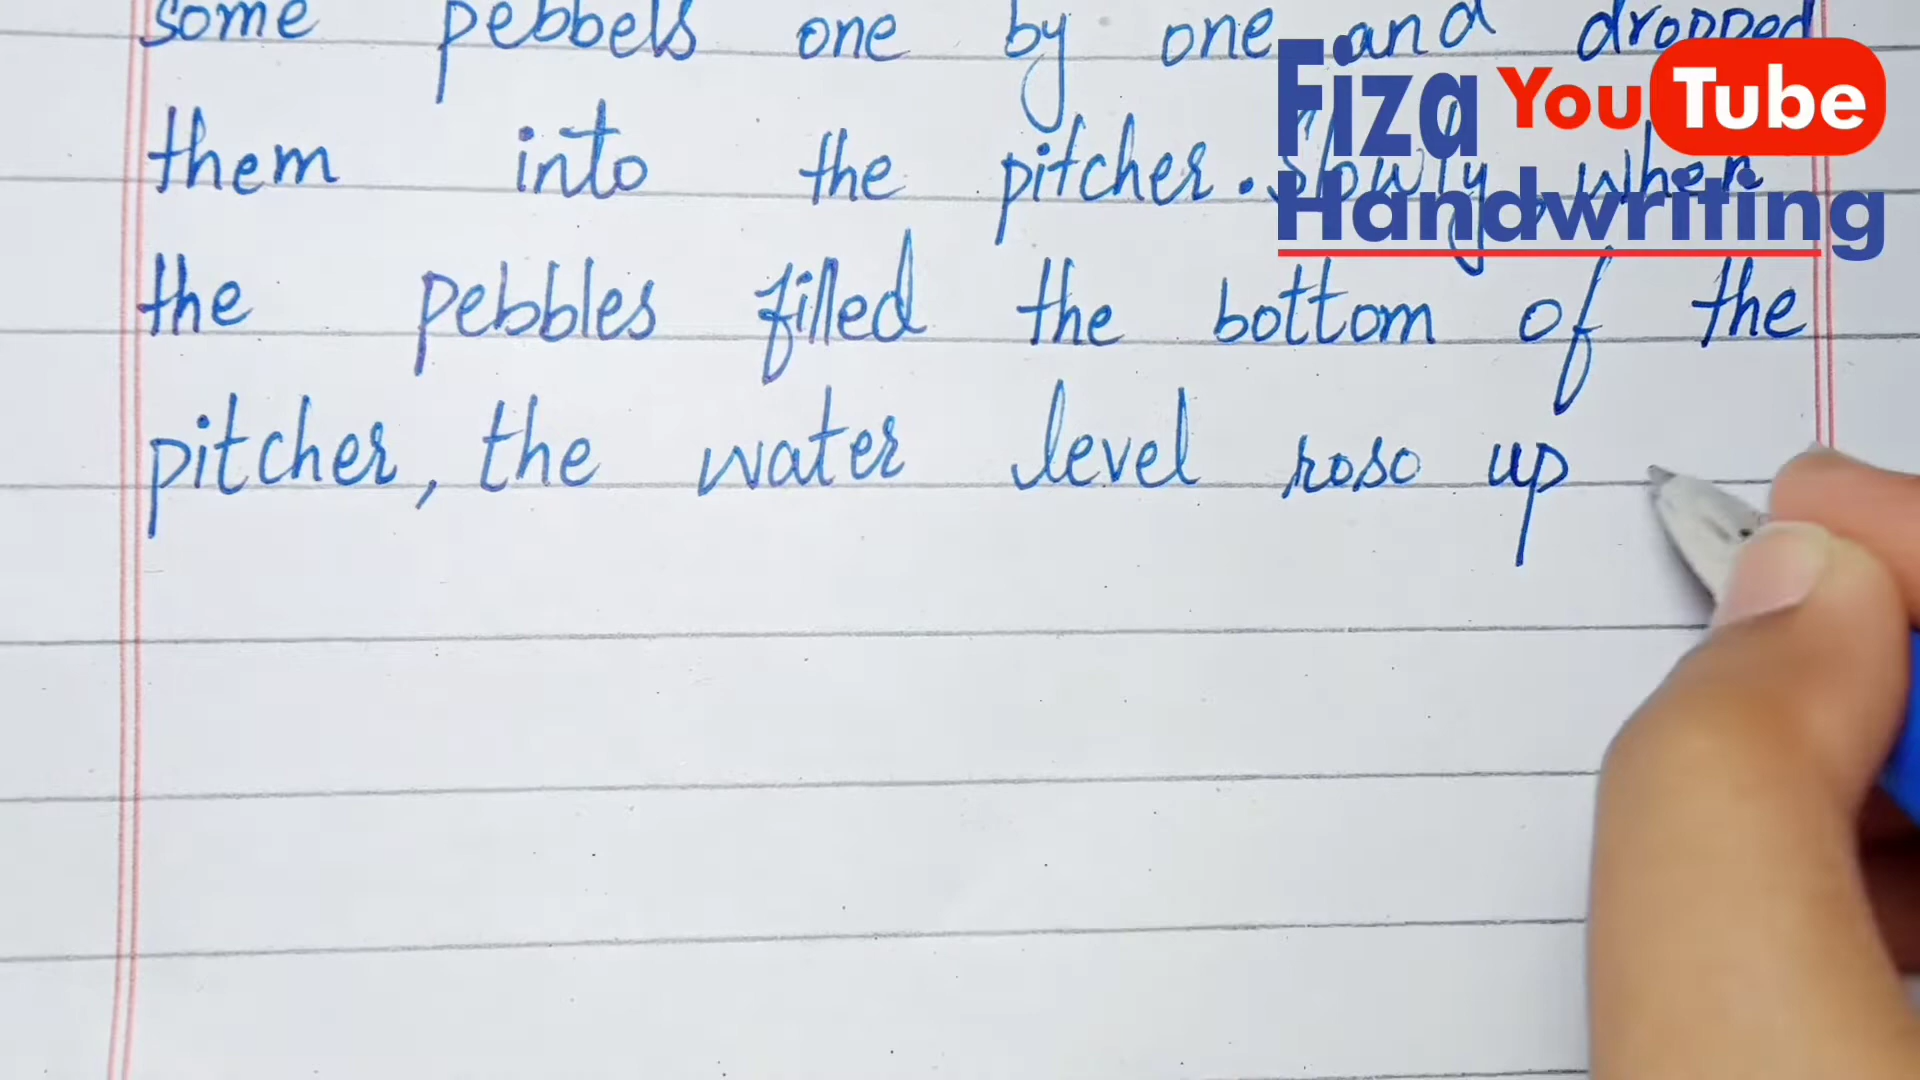 some pebbels one by one and dropped
them into the pitcher. Slowly, when
the pebbles filled the bottom of the
pitcher, the water level roso up
Fiza YouTube
Handwriting